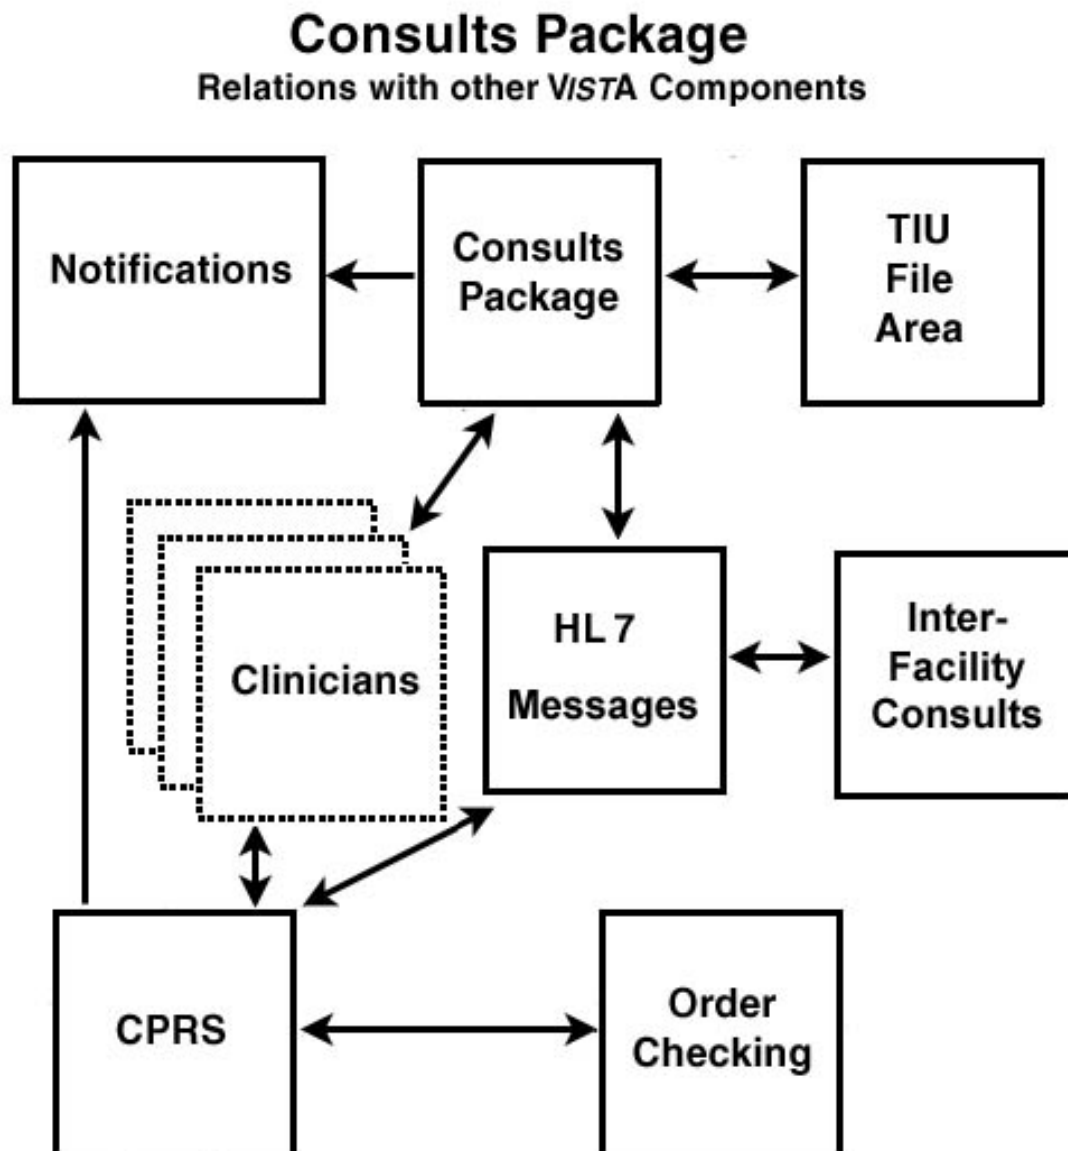 Consults Package
Relations with other VISTA Components
Notifications
Consults
Package
TIU
File
Area
Clinicians
HL 7
Messages
Inter-
Facility
Consults
CPRS
Order
Checking